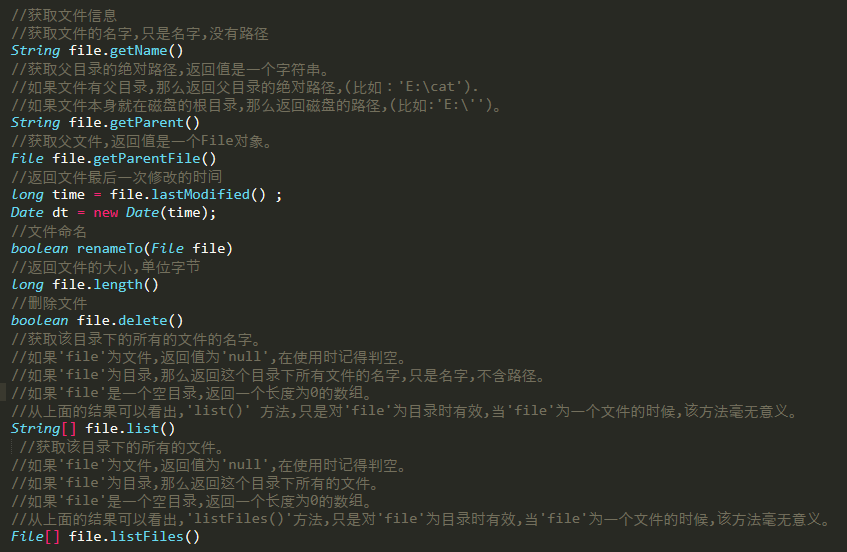 //获取文件信息
//获取文件的名字,只是名字,没有路径
String file.getName()
//获取父目录的绝对路径,返回值是一个字符串。
//如果文件有父目录,那么返回父目录的绝对路径,(比如：'E:\cat').
//如果文件本身就在磁盘的根目录,那么返回磁盘的路径,(比如:'E:\'')。
String file.getParent()
//获取父文件,返回值是一个File对象。
File file.getParentFile()
//返回文件最后一次修改的时间
long time = file.lastModified() ;
Date dt = new Date(time);
//文件命名
boolean renameTo(File file)
//返回文件的大小,单位字节
long file.length()
//删除文件
boolean file.delete()
//获取该目录下的所有的文件的名字。
//如果'file'为文件,返回值为'null',在使用时记得判空。
//如果'file'为目录,那么返回这个目录下所有文件的名字,只是名字,不含路径。
//如果'file'是一个空目录,返回一个长度为0的数组。
//从上面的结果可以看出,'list()' 方法,只是对'file'为目录时有效,当'file'为一个文件的时候,该方法毫无意义。
String[] file.list()
//获取该目录下的所有的文件。
//如果'file'为文件,返回值为'null',在使用时记得判空。
//如果'file'为目录,那么返回这个目录下所有的文件。
//如果'file'是一个空目录,返回一个长度为0的数组。
//从上面的结果可以看出,'listFiles()'方法,只是对'file'为目录时有效,当'file'为一个文件的时候,该方法毫无意义。
File[] file.listFiles()